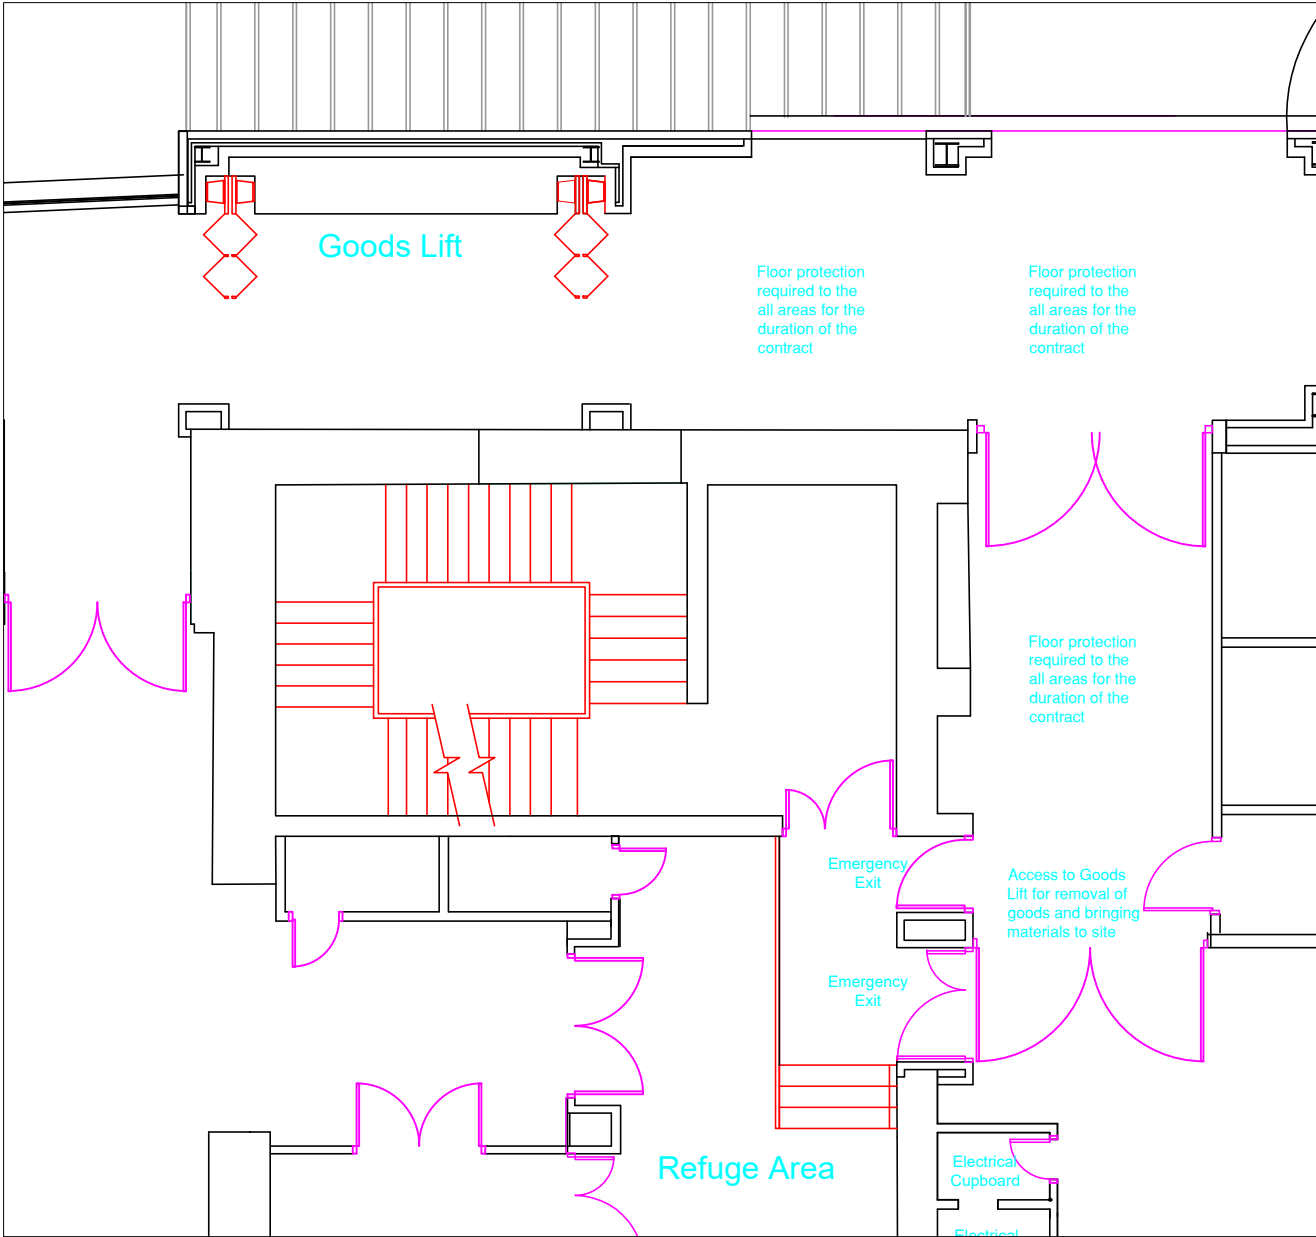 Goods Lift
Floor protection
required to the
all areas for the
duration of the
contract
Floor protection
required to the
all areas for the
duration of the
contract
Floor protection
required to the
all areas for the
duration of the
contract
Emergency
Exit
Access to Goods
Lift for removal of
goods and bringing
materials to site
Emergency
Exit
Refuge Area
Electrical
Cupboard
Electrical